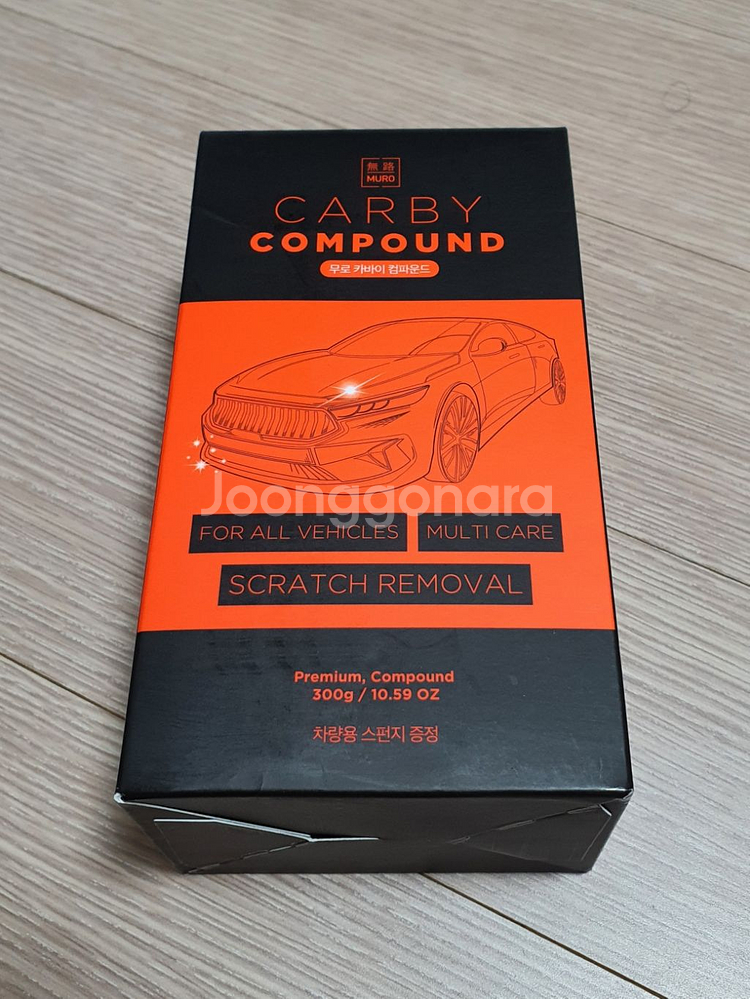 無路
MURO
CARBY
COMPOUND
무로 카바이 컴파운드
Joonggonara
FOR ALL VEHICLES MULTI CARE
SCRATCH REMOVAL
Premium, Compound
300g / 10.59 OZ
차량용 스펀지 증정